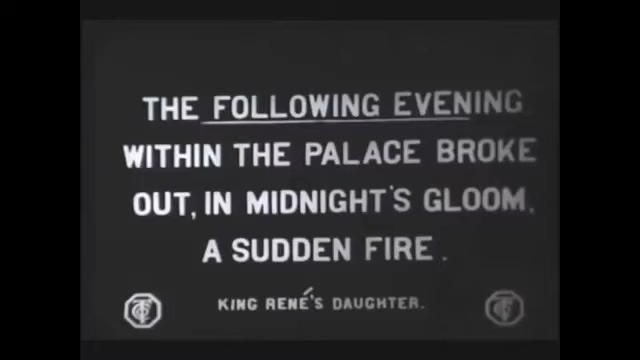 THE FOLLOWING EVENING
WITHIN THE PALACE BROKE
OUT, IN MIDNIGHT'S GLOOM,
A SUDDEN FIRE.
KING RENÉ'S DAUGHTER.